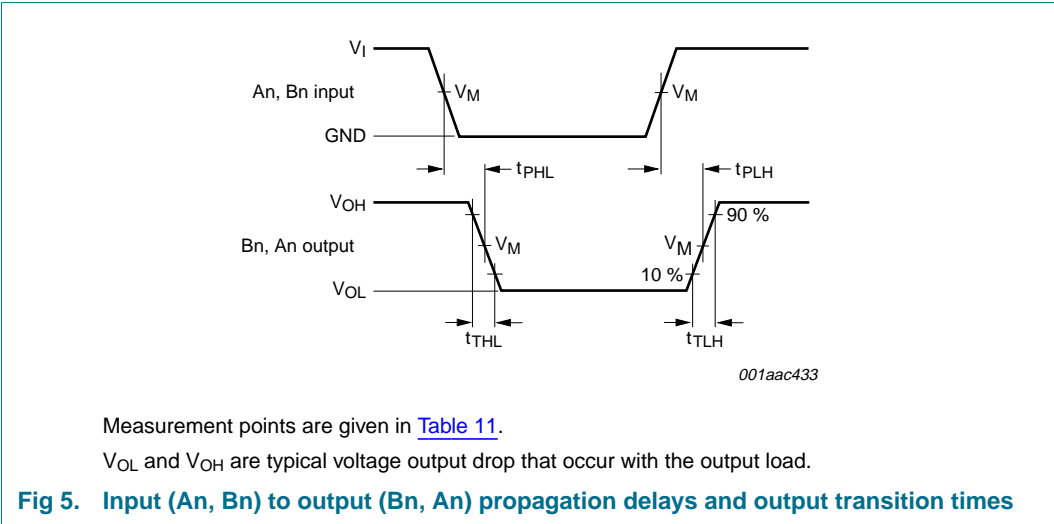 VI
An, Bn input
VM
VM
GND
tPHL
tPLH
VOH
90 %
Bn, An output
VM
VM
10 %
VOL
tTHL
tTLH
001aac433
Measurement points are given in Table 11.
VOL and VOH are typical voltage output drop that occur with the output load.
Fig 5. Input (An, Bn) to output (Bn, An) propagation delays and output transition times